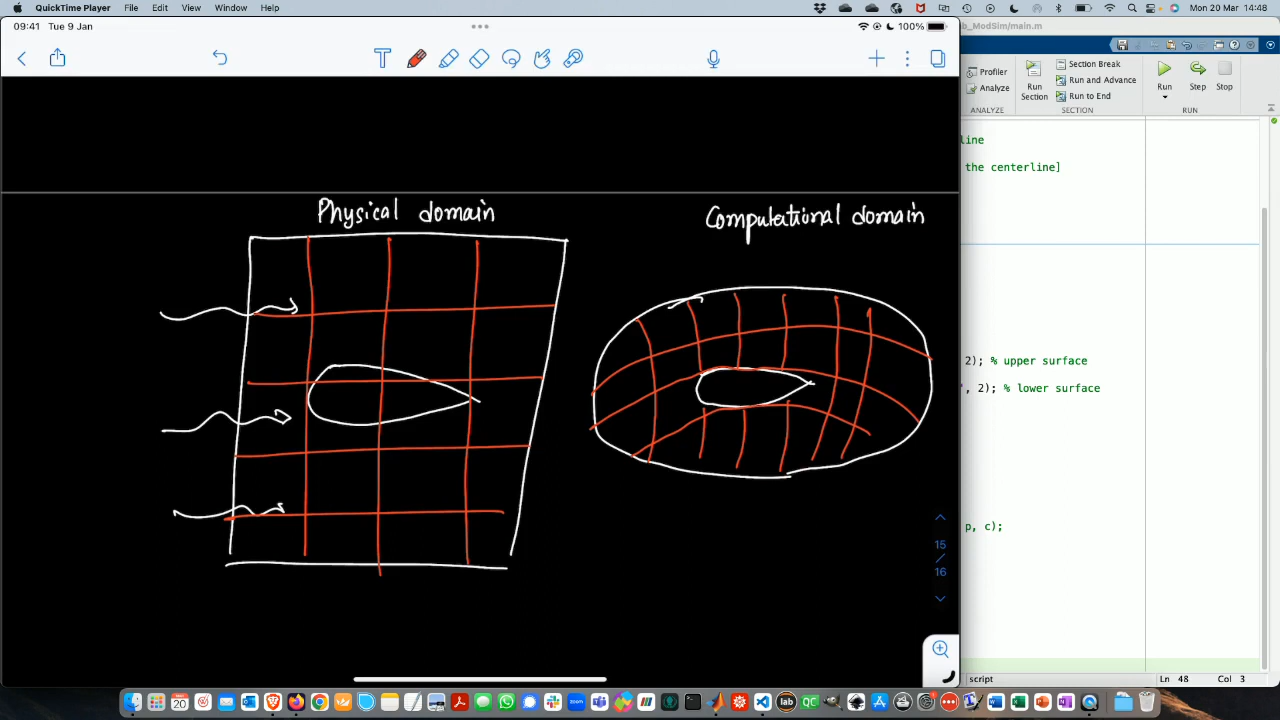 QuickTime Player File Edit View Window Help
Mon 20 Mar 14:48
09:41 Tue 9 Jan
100%
b_ModSim/main.m
Profiler
Analyze
ANALYZE
Run
Section
Section Break
Run and Advance
Run to End
SECTION
Run
Step
Stop
RUN
line
the centerline]
Physical domain
Computational domain
2); % upper surface
", 2); % lower surface
p, c);
15
16
script
Ln 48
Col 3